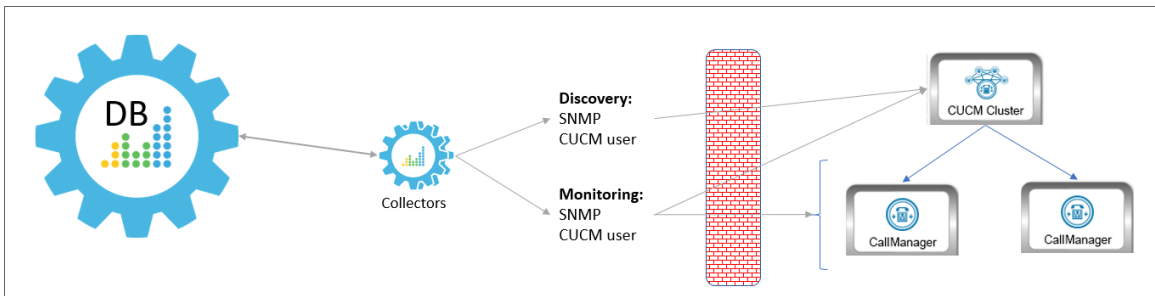 DB
Collectors
Discovery:
SNMP
CUCM user
Monitoring:
SNMP
CUCM user
CUCM Cluster
CallManager
CallManager